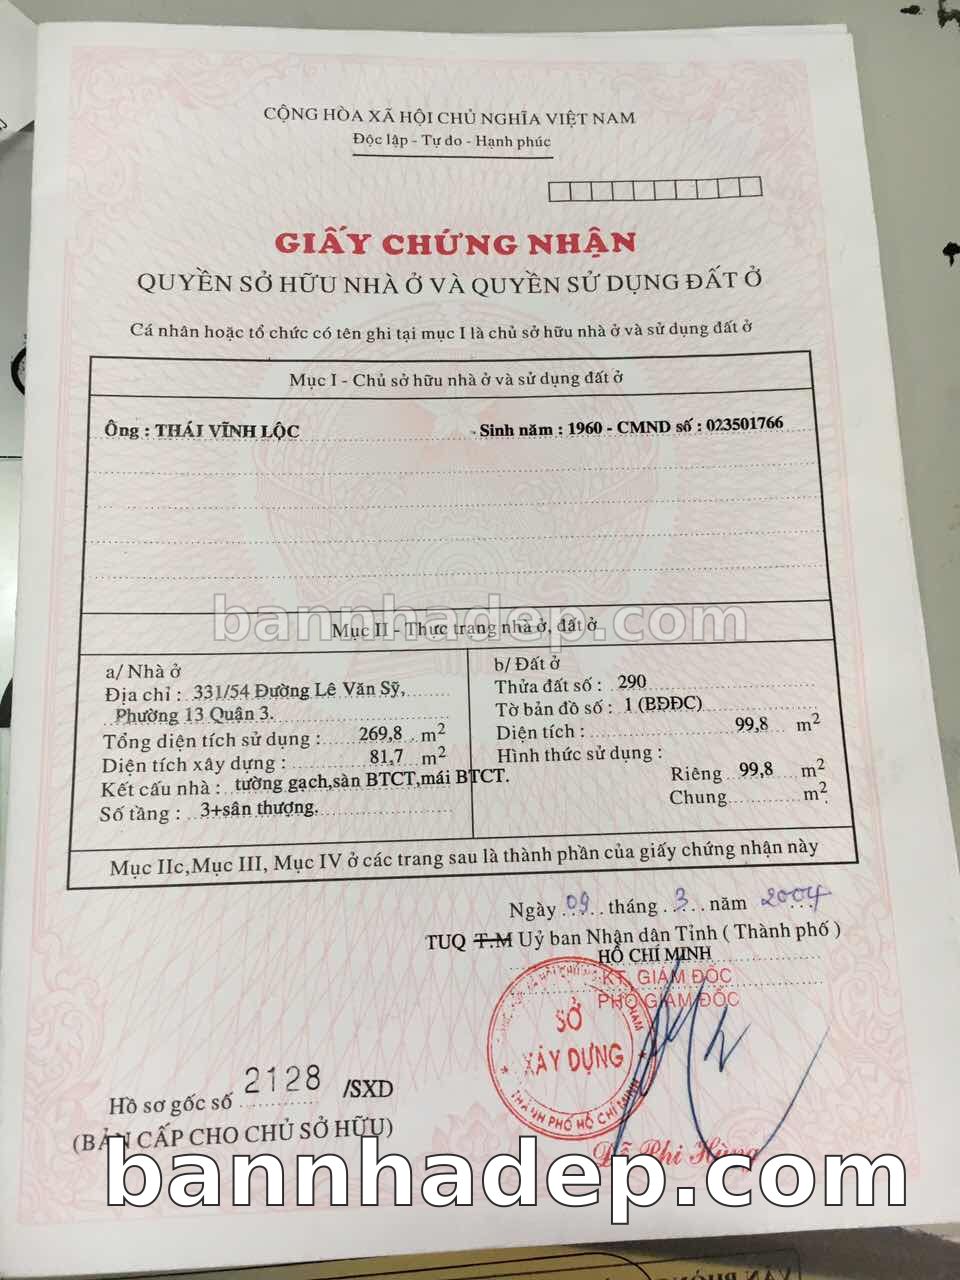 CỘNG HÒA XÃ HỘI CHỦ NGHĨA VIỆT NAM
Độc lập - Tự do - Hạnh phúc
GIẤY CHỨNG NHẬN
QUYỀN SỞ HỮU NHÀ Ở VÀ QUYỀN SỬ DỤNG ĐẤT Ở
Cá nhân hoặc tổ chức có tên ghi tại mục I là chủ sở hữu nhà ở và sử dụng đất ở
Mục I - Chủ sở hữu nhà ở và sử dụng đất ở
Ông : THÁI VĨNH LỘC Sinh năm : 1960 - CMND số : 023501766
bannhadep.com
Mục II - Thực trạng nhà ở, đất ở
a/ Nhà ở
Địa chỉ : 331/54 Đường Lê Văn Sỹ,
Phường 13 Quận 3.
Tổng diện tích sử dụng : 269,8 m2
Diện tích xây dựng : 81,7 m2
Kết cấu nhà : tường gạch,sàn BTCT,mái BTCT.
Số tầng : 3+sân thượng.
b/ Đất ở
Thửa đất số : 290
Tờ bản đồ số : 1 (BĐĐC)
Diện tích : 99,8 m2
Hình thức sử dụng :
Riêng 99,8 m2
Chung m2
Mục IIc,Mục III, Mục IV ở các trang sau là thành phần của giấy chứng nhận này
Ngày 09 tháng 3 năm 2004
TUQ T.M Uỷ ban Nhân dân Tỉnh ( Thành phố )
HỒ CHÍ MINH
KT. GIÁM ĐỐC
PHÓ GIÁM ĐỐC
SỞ
XÂY DỰNG
THÀNH PHỐ HỒ CHÍ MINH
Đỗ Phi Hùng
Hồ sơ gốc số 2128 /SXD
(BẢN CẤP CHO CHỦ SỞ HỮU)
bannhadep.com